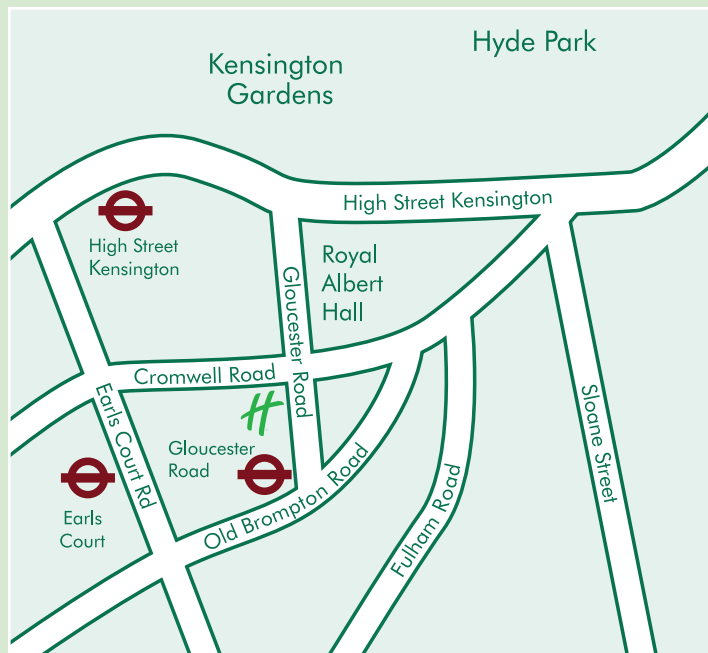 Hyde Park
Kensington
Gardens
High Street Kensington
High Street
Kensington
Royal
Albert
Hall
Gloucester Road
Cromwell Road
Earls Court Rd
Gloucester
Road
Sloane Street
Earls
Court
Old Brompton Road
Fulham Road
H